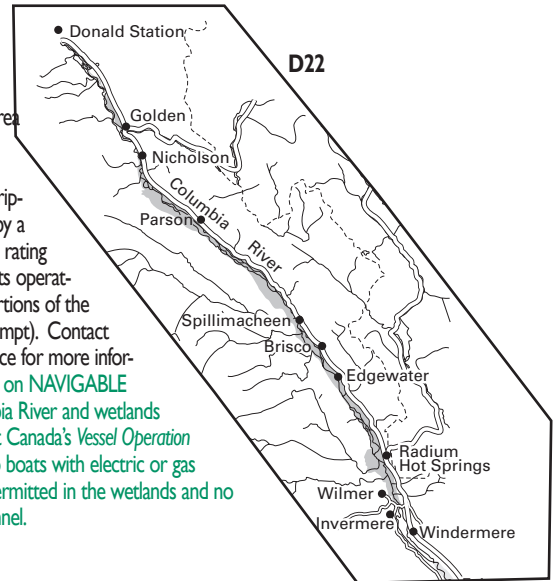 Donald Station
D22
rea
Golden
Nicholson
Columbia
River
rip-
by a
Parson
rating
ts operat-
rtions of the
mpt). Contact
Spillimacheen
ce for more infor-
Brisco
on NAVIGABLE
Edgewater
bia River and wetlands
t Canada's Vessel Operation
o boats with electric or gas
Radium
Hot Springs
ermitted in the wetlands and no
Wilmer
nnel.
Invermere
Windermere